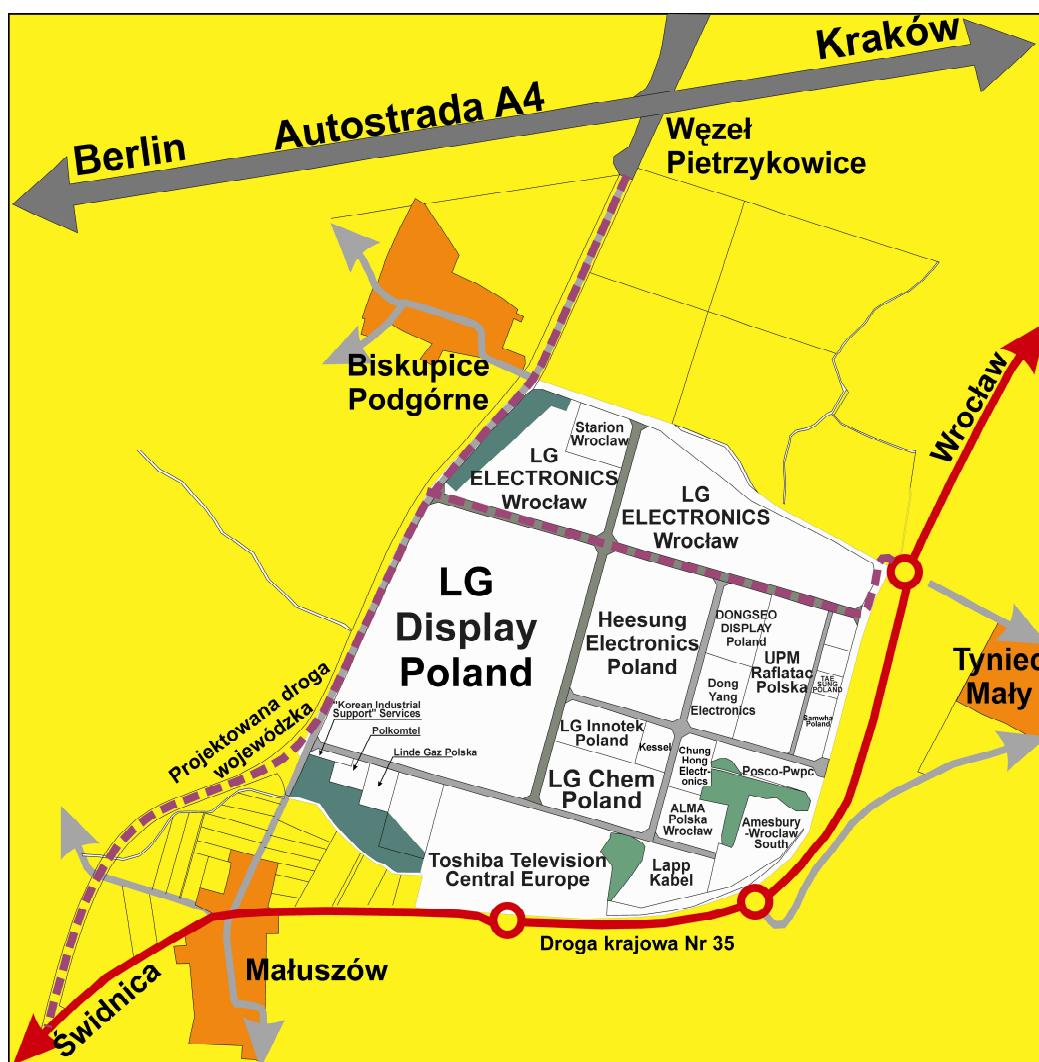 Kraków
Autostrada A4
Berlin
Węzeł
Pietrzykowice
Biskupice
Podgórne
Wrocław
Starion
Wroclaw
LG
ELECTRONICS
Wrocław
LG
ELECTRONICS
Wrocław
LG
Display
Poland
Heesung
Electronics
Poland
DONGSEO
DISPLAY
Poland
UPM
Raflatac
Polska
TAE
SUNG
POLAND
Samwha
Poland
Dong
Yang
Electronics
Tyniec
Mały
Projektowana droga
wojewódzka
"Korean Industrial
Support" Services
Polkomtel
Linde Gaz Polska
LG Innotek
Poland
Kessel
LG Chem
Poland
Chung
Hong
Electr-
onics
Posco-Pwpc
ALMA
Polska
Wrocław
Amesbury
-Wroclaw
South
Toshiba Television
Central Europe
Lapp
Kabel
Droga krajowa Nr 35
Małuszów
Świdnica